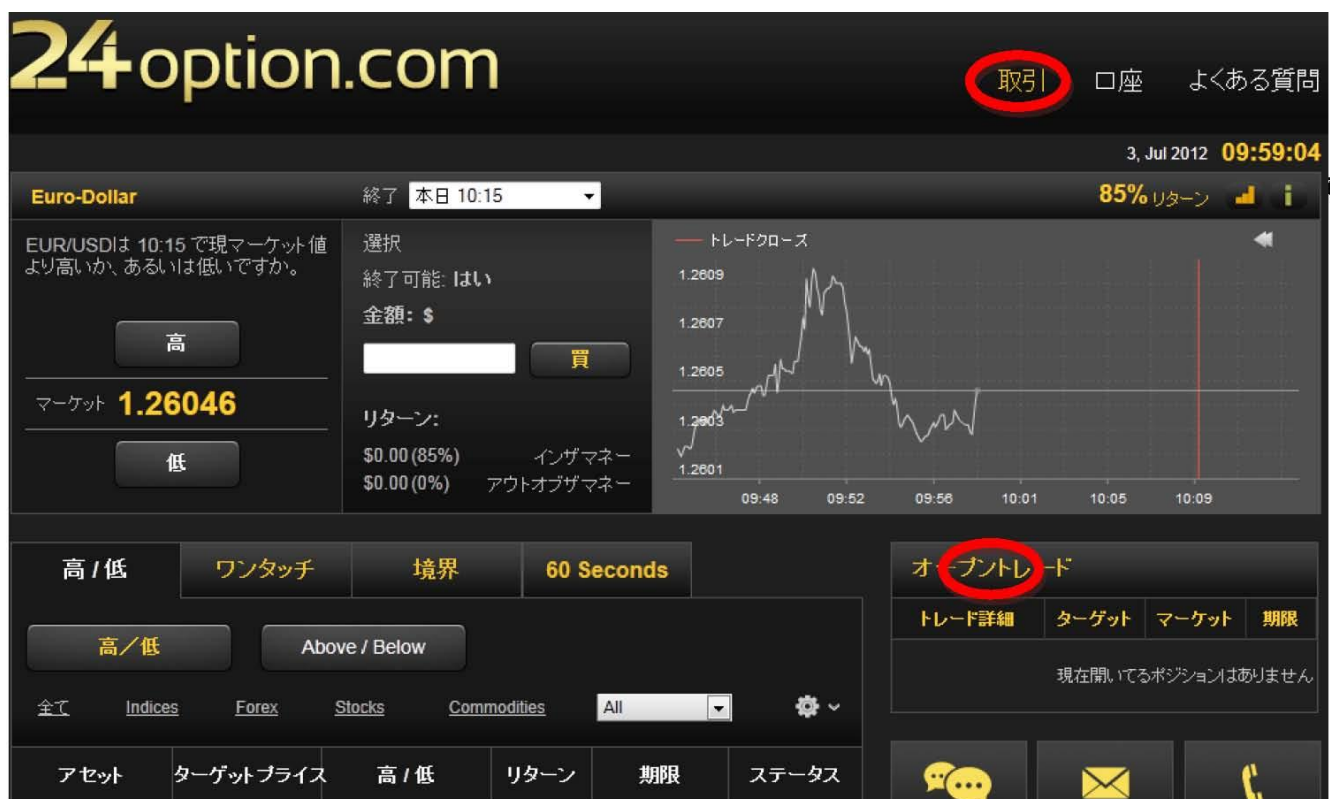 24option.com
取引 口座 よくある質問
3, Jul 2012 09:59:04
Euro-Dollar 終了 本日 10:15 85% リターン
EUR/USDは 10:15 で現マーケット値
より高いか、あるいは低いですか。
高
マーケット 1.26046
低
選択
終了可能: はい
金額: $
買
リターン:
$0.00 (85%) インザマネー
$0.00 (0%) アウトオブザマネー
トレードクローズ
1.2609
1.2607
1.2605
1.2603
1.2601
09:48 09:52 09:56 10:01 10:05 10:09
高 / 低 ワンタッチ 境界 60 Seconds
高／低 Above / Below
全て Indices Forex Stocks Commodities All
アセット ターゲットプライス 高 / 低 リターン 期限 ステータス
オープントレード
トレード詳細 ターゲット マーケット 期限
現在開いてるポジションはありません